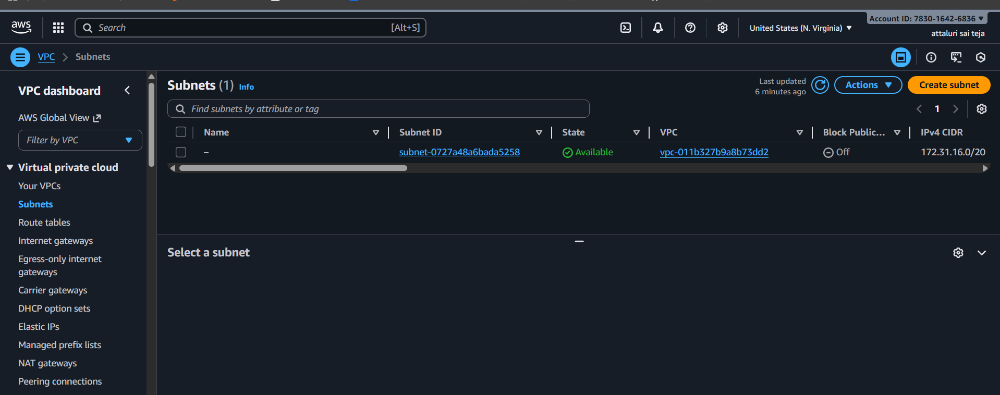 aws
Search
[Alt+S]
United States (N. Virginia)
Account ID: 7830-1642-6836
attaluri sai teja
VPC
Subnets
VPC dashboard
AWS Global View
Filter by VPC
Virtual private cloud
Your VPCs
Subnets
Route tables
Internet gateways
Egress-only internet
gateways
Carrier gateways
DHCP option sets
Elastic IPs
Managed prefix lists
NAT gateways
Peering connections
Subnets (1) Info
Last updated
6 minutes ago
Actions
Create subnet
Find subnets by attribute or tag
1
Name Subnet ID State VPC Block Public... IPv4 CIDR
– subnet-0727a48a6bada5258 Available vpc-011b327b9a8b73dd2 Off 172.31.16.0/20
Select a subnet